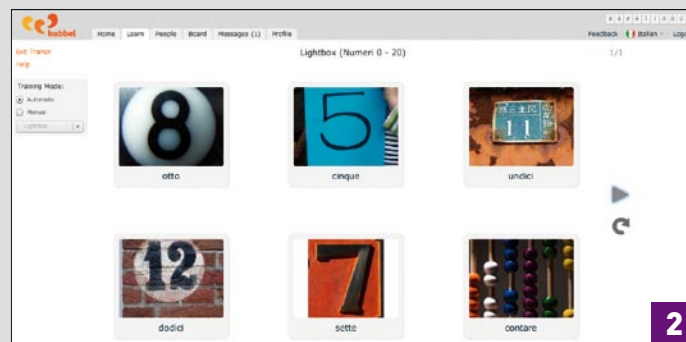 babbel
Home Learn People Board Messages (1) Profile
Feedback Italian
Exit Trainer
Help
Lightbox (Numeri 0 - 20)
1/1
Training Mode:
Automatic
Manual
Lightbox
8
5
11
otto
cinque
undici
12
7
dodici
sette
contare
2